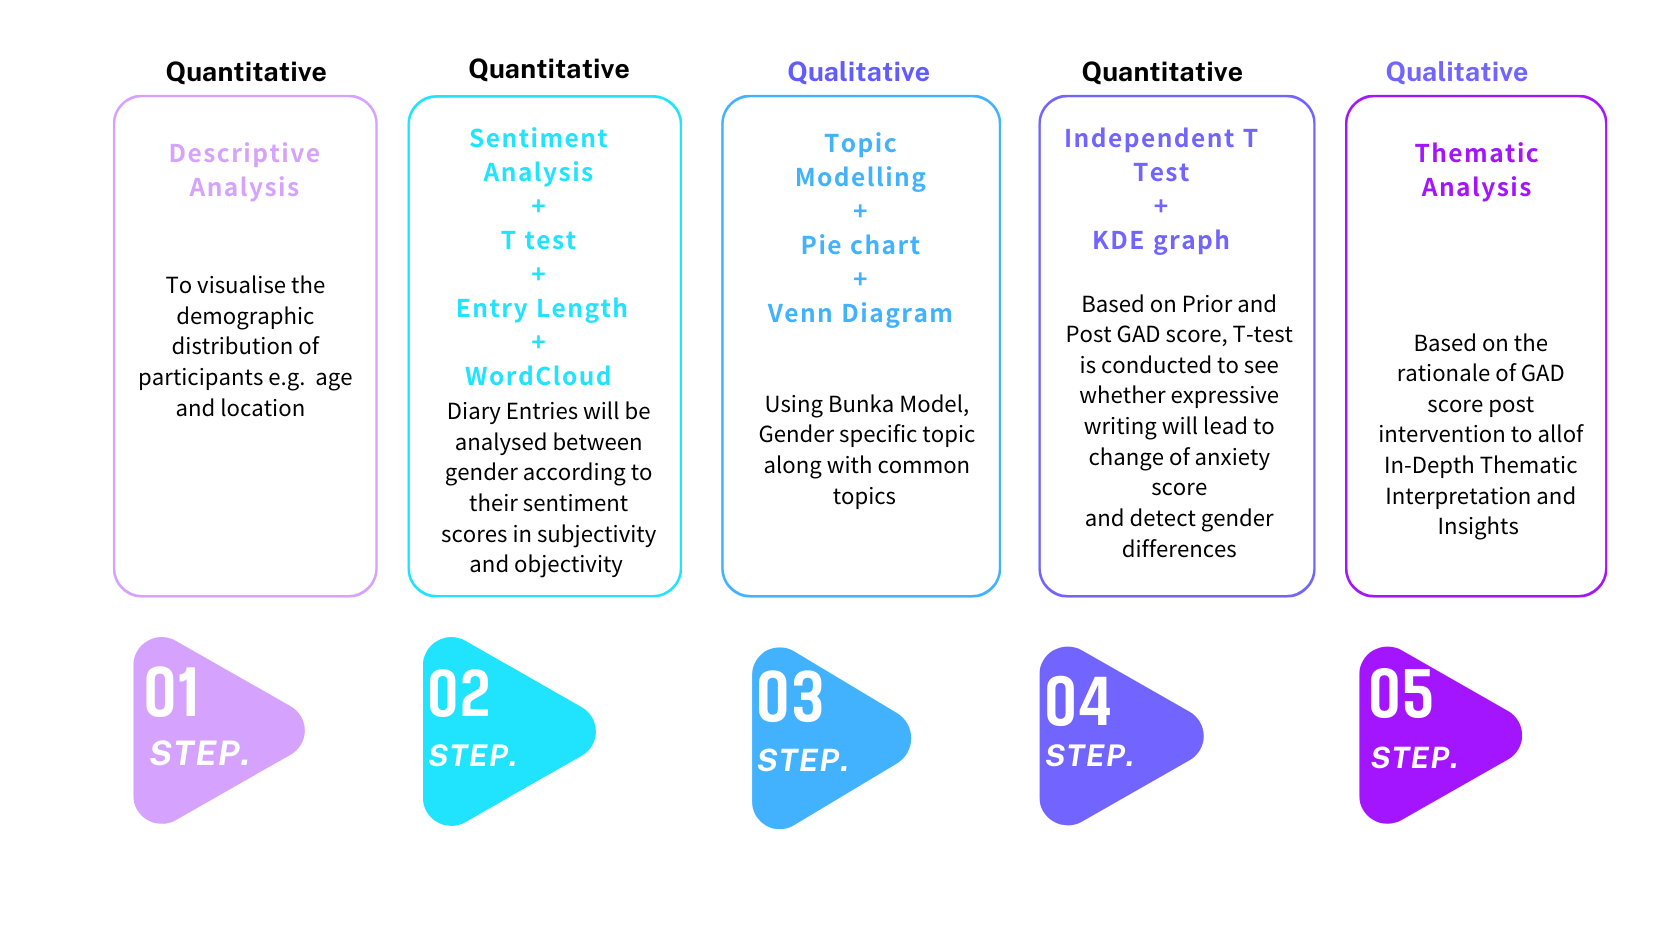 Quantitative
Descriptive
Analysis
To visualise the
demographic
distribution of
participants e.g. age
and location
01
STEP.
Quantitative
Sentiment
Analysis
+
T test
+
Entry Length
+
WordCloud
Diary Entries will be
analysed between
gender according to
their sentiment
scores in subjectivity
and objectivity
02
STEP.
Qualitative
Topic
Modelling
+
Pie chart
+
Venn Diagram
Using Bunka Model,
Gender specific topic
along with common
topics
03
STEP.
Quantitative
Independent T
Test
+
KDE graph
Based on Prior and
Post GAD score, T-test
is conducted to see
whether expressive
writing will lead to
change of anxiety
score
and detect gender
differences
04
STEP.
Qualitative
Thematic
Analysis
Based on the
rationale of GAD
score post
intervention to allof
In-Depth Thematic
Interpretation and
Insights
05
STEP.